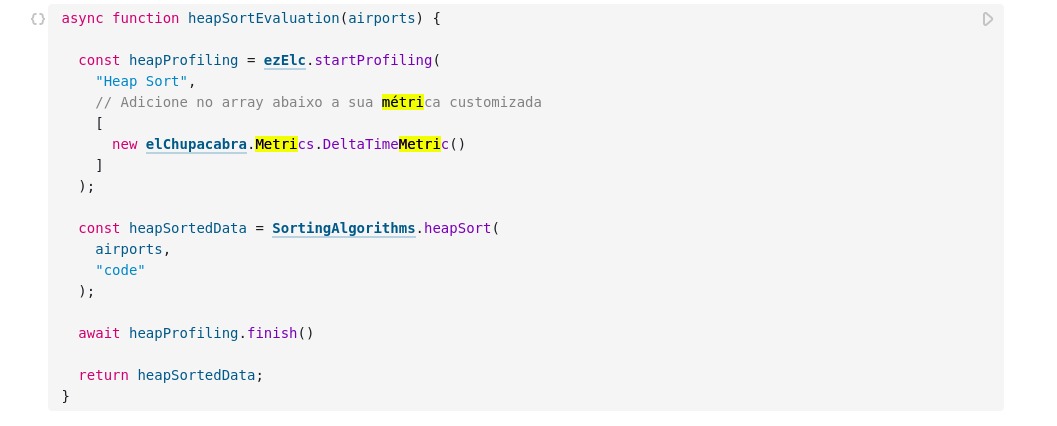 async function heapSortEvaluation(airports) {
const heapProfiling = ezElc.startProfiling(
"Heap Sort",
// Adicione no array abaixo a sua métrica customizada
[
new elChupacabra.Metrics.DeltaTimeMetric()
]
);
const heapSortedData = SortingAlgorithms.heapSort(
airports,
"code"
);
await heapProfiling.finish()
return heapSortedData;
}